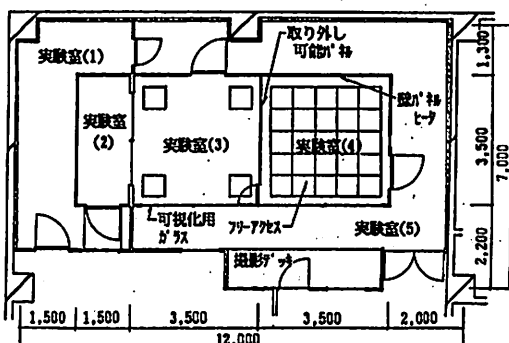 実験室(1)
取り外し
可能パネル
壁パネル
ヒータ
実験室
(2)
実験室(3)
実験室(4)
可視化用
ガラス
フリーアクセス
実験室(5)
撮影デッキ
1,300
3,500
2,200
7,000
1,500
1,500
3,500
3,500
2,000
12,000